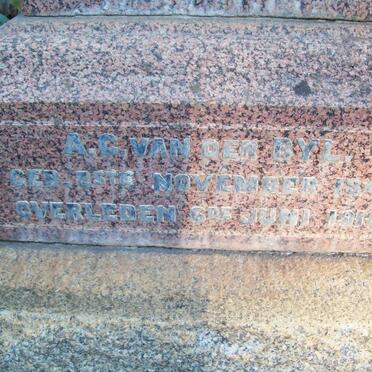 A.C. VAN DER BYL.
GEB. NOVEMBER
OVERLEDEN 6DE JUNI